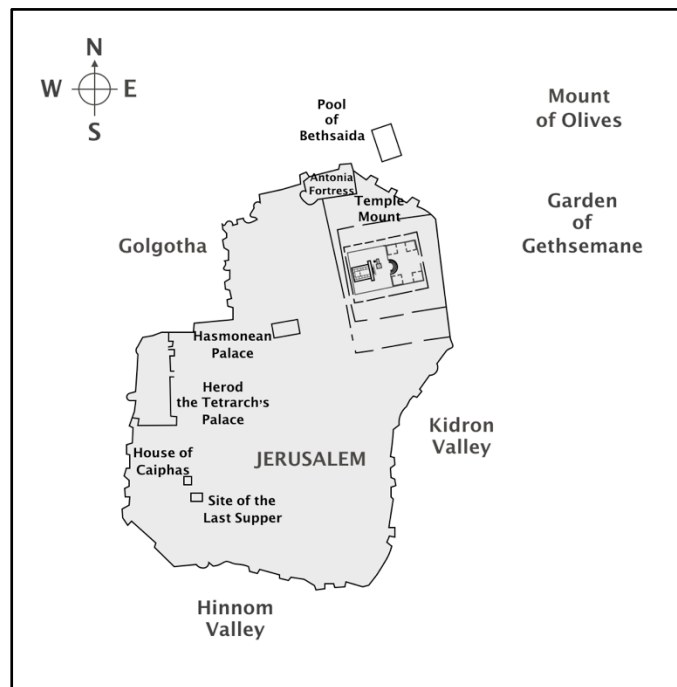 N
W E
S
Pool
of
Bethsaida
Mount
of Olives
Antonia
Fortress
Temple
Mount
Garden
of
Gethsemane
Golgotha
Hasmonean
Palace
Herod
the Tetrarch's
Palace
Kidron
Valley
House of
Caiphas
JERUSALEM
Site of the
Last Supper
Hinnom
Valley